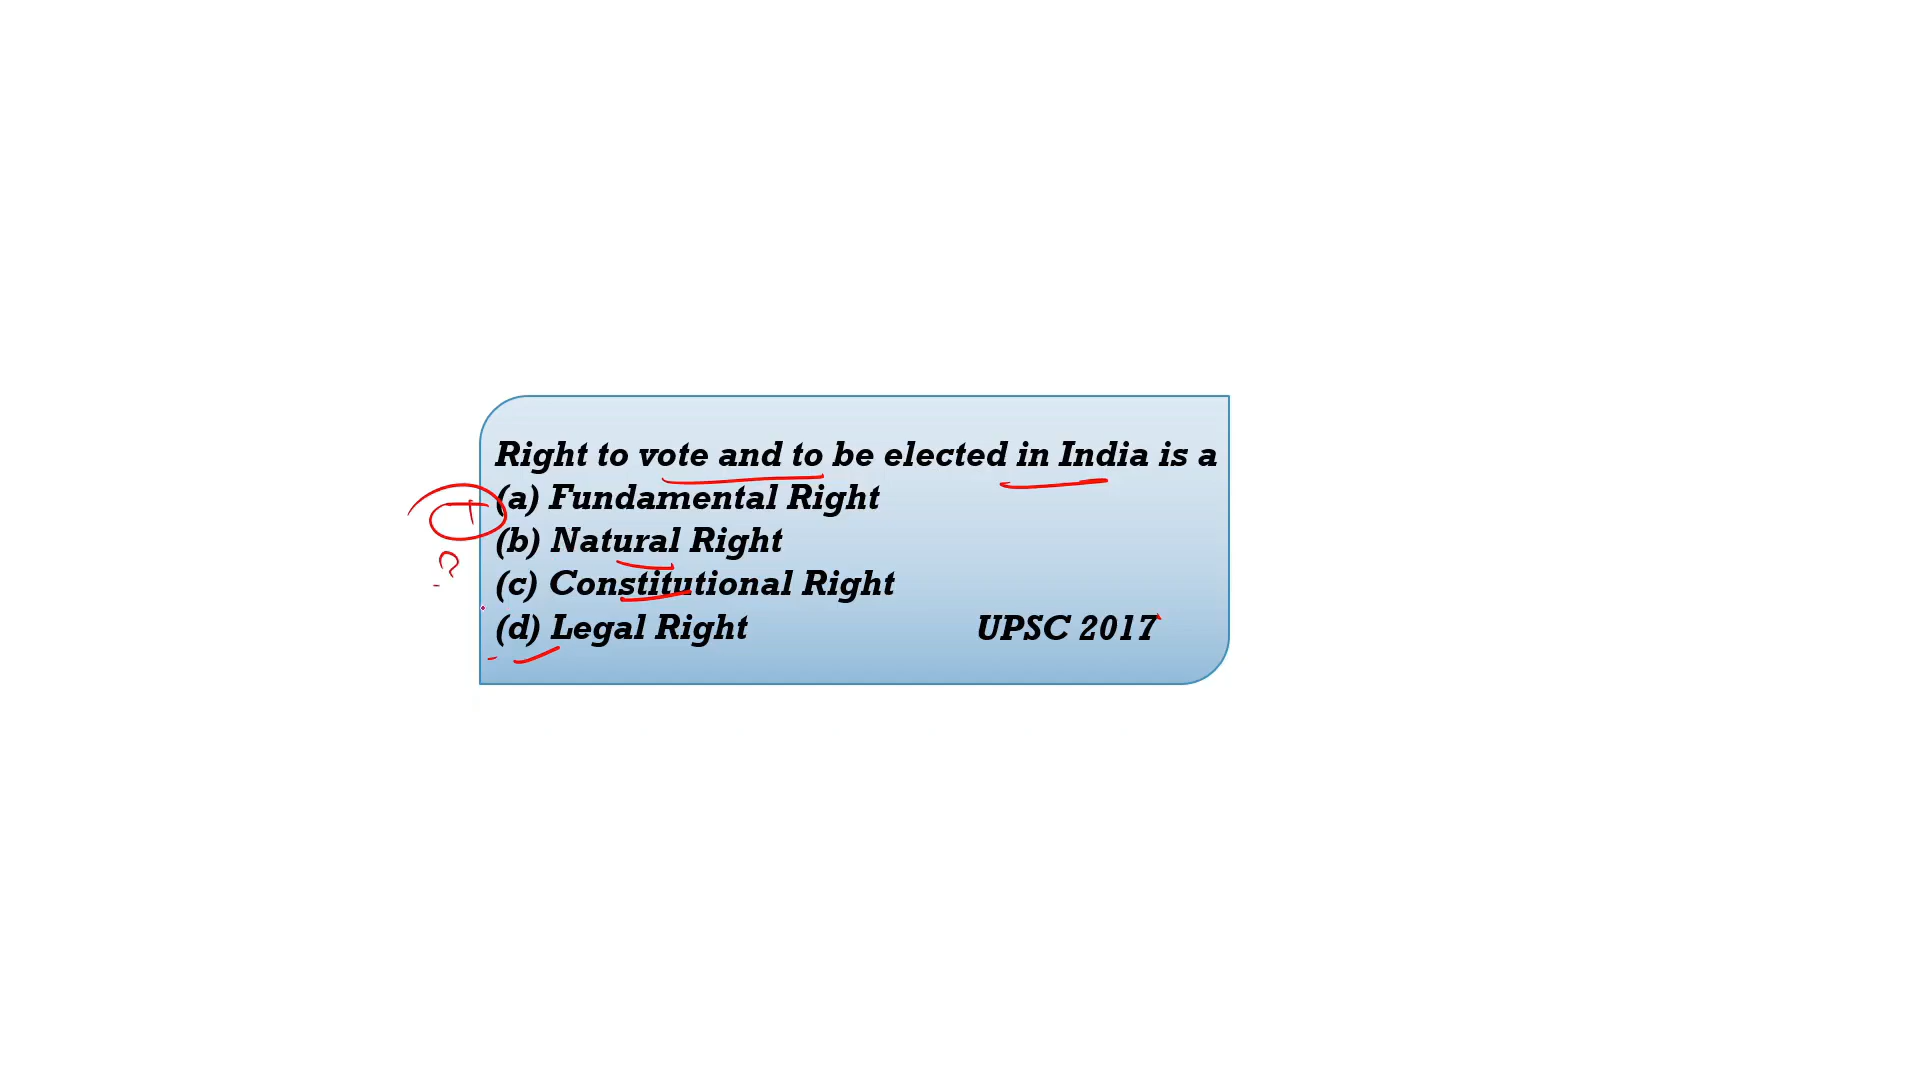 Right to vote and to be elected in India is a
(a) Fundamental Right
(b) Natural Right
(c) Constitutional Right
(d) Legal Right UPSC 2017
?